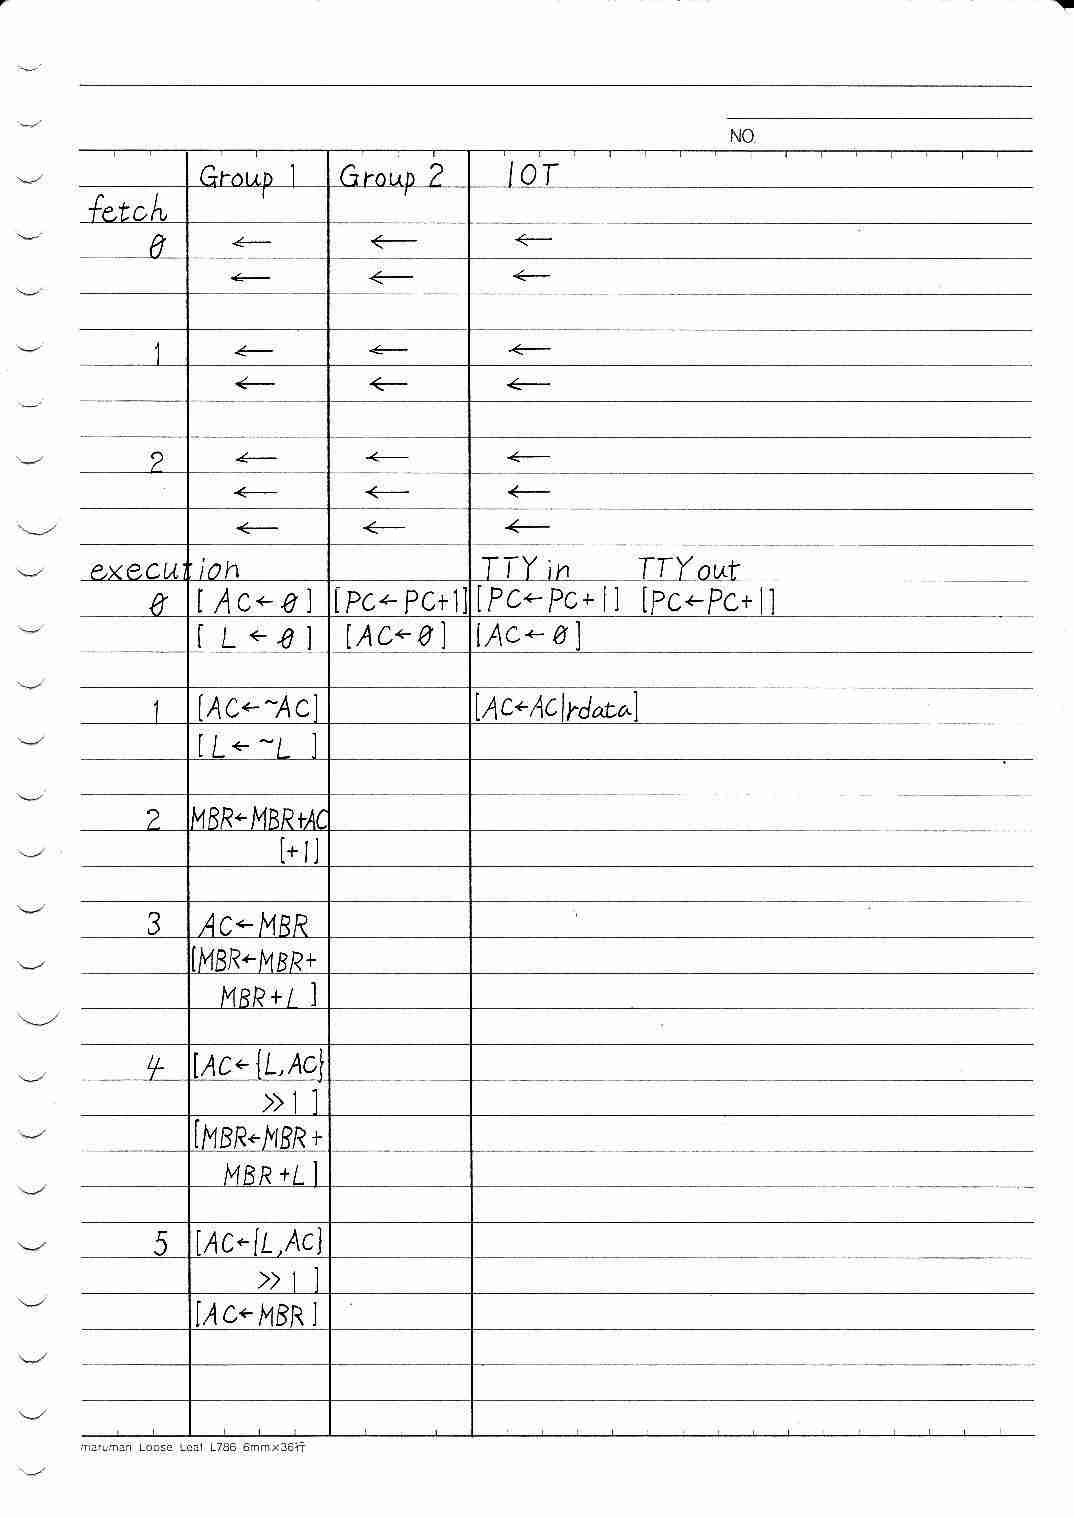 NO.
Group 1 Group 2 IOT
fetch
0 ← ← ←
← ← ←
1 ← ← ←
← ← ←
2 ← ← ←
← ← ←
← ← ←
execution TTY in TTY out
0 [AC←0] [PC←PC+1] [PC←PC+1] [PC←PC+1]
[L←0] [AC←0] [AC←0]
1 [AC←~AC] [AC←AC|rdata]
[L←~L]
2 MBR←MBR+AC
[+1]
3 AC←MBR
[MBR←MBR+
MBR+L]
4 [AC←{L,AC}
>>1]
[MBR←MBR+
MBR+L]
5 [AC←{L,AC}
>>1]
[AC←MBR]
maruman Loose Leaf L786 6mm×36行